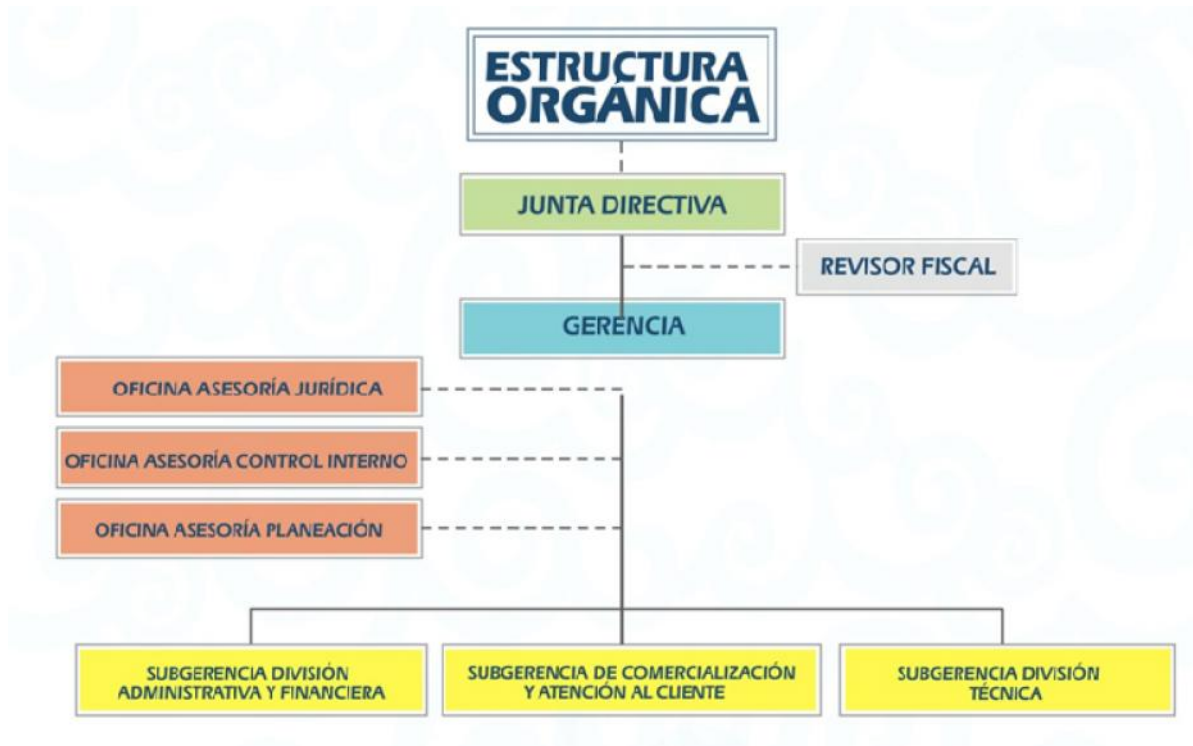 ESTRUCTURA
ORGÁNICA
JUNTA DIRECTIVA
REVISOR FISCAL
GERENCIA
OFICINA ASESORÍA JURÍDICA
OFICINA ASESORÍA CONTROL INTERNO
OFICINA ASESORÍA PLANEACIÓN
SUBGERENCIA DIVISIÓN
ADMINISTRATIVA Y FINANCIERA
SUBGERENCIA DE COMERCIALIZACIÓN
Y ATENCIÓN AL CLIENTE
SUBGERENCIA DIVISIÓN
TÉCNICA